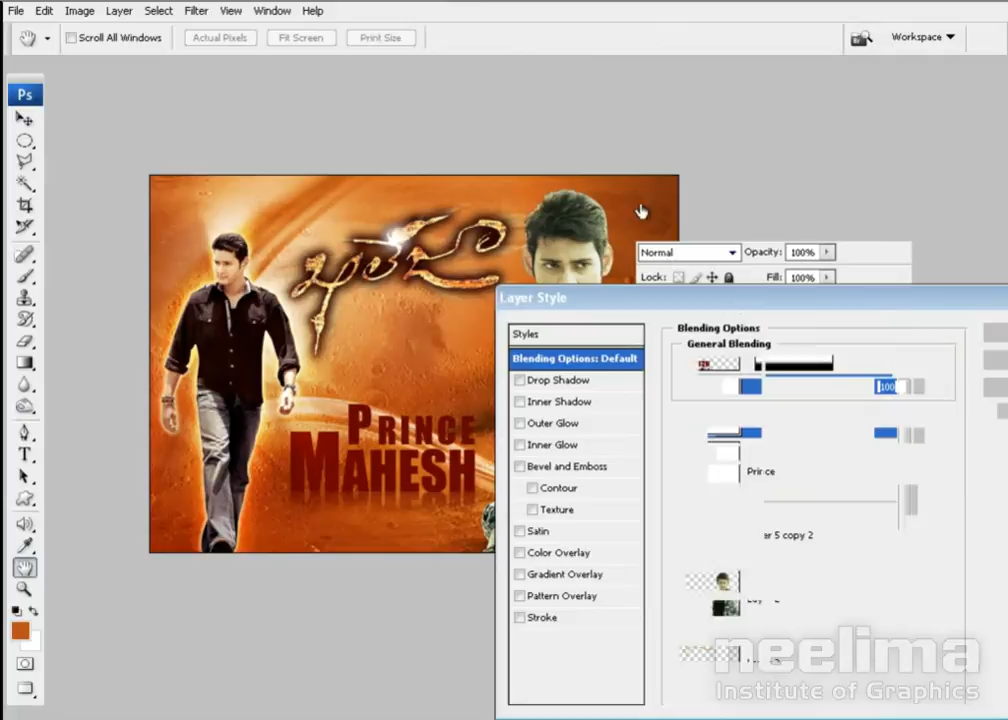 File Edit Image Layer Select Filter View Window Help
Scroll All Windows Actual Pixels Fit Screen Print Size Workspace
Ps
ఖలేజా
Normal Opacity: 100%
Lock: Fill: 100%
Layer Style
Styles
Blending Options: Default
Drop Shadow
Inner Shadow
Outer Glow
Inner Glow
Bevel and Emboss
Contour
Texture
Satin
Color Overlay
Gradient Overlay
Pattern Overlay
Stroke
Blending Options
General Blending
100
Prince
er 5 copy 2
PRINCE
MAHESH
neelima
Institute of Graphics